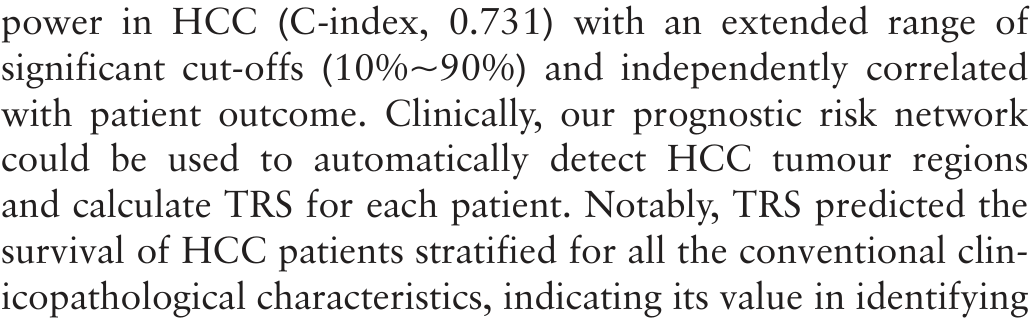 power in HCC (C-index, 0.731) with an extended range of
significant cut-offs (10%~90%) and independently correlated
with patient outcome. Clinically, our prognostic risk network
could be used to automatically detect HCC tumour regions
and calculate TRS for each patient. Notably, TRS predicted the
survival of HCC patients stratified for all the conventional clin-
icopathological characteristics, indicating its value in identifying